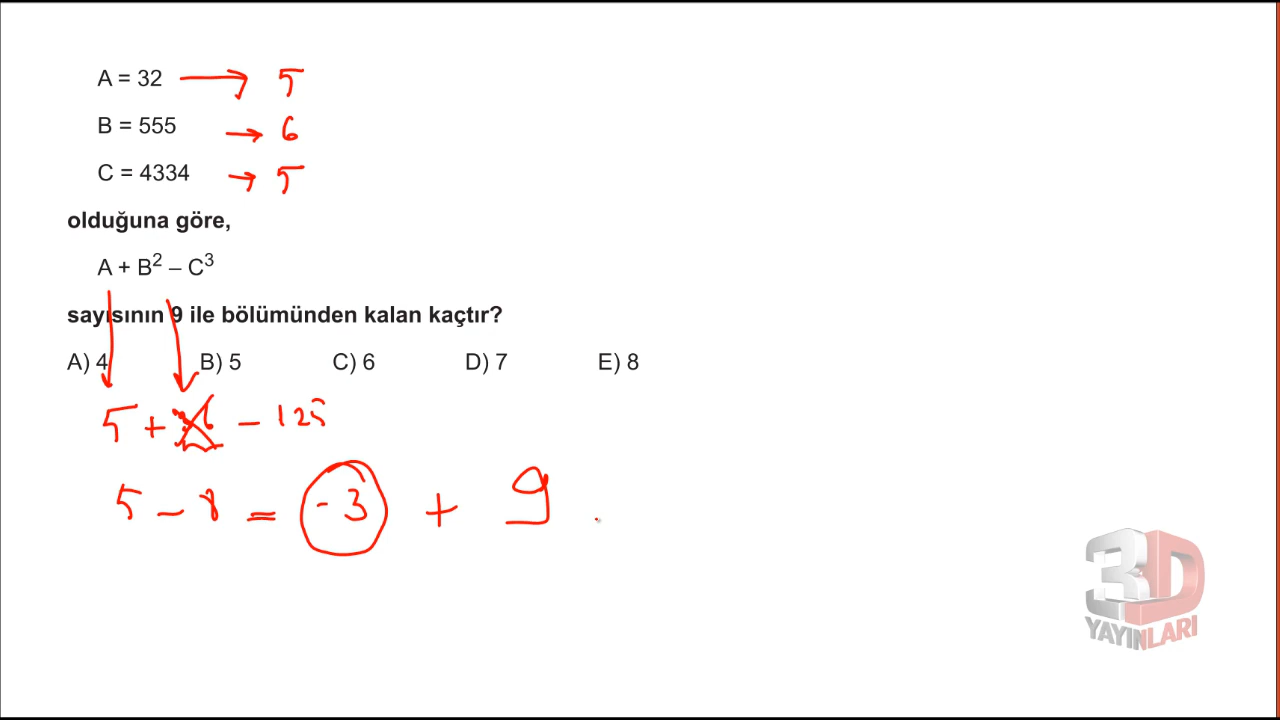 A = 32 → 5
B = 555 → 6
C = 4334 → 5
olduğuna göre,
A + B² – C³
sayısının 9 ile bölümünden kalan kaçtır?
A) 4 B) 5 C) 6 D) 7 E) 8
5 + 36 – 125
5 – 8 = -3 + 9
3D
YAYINLARI